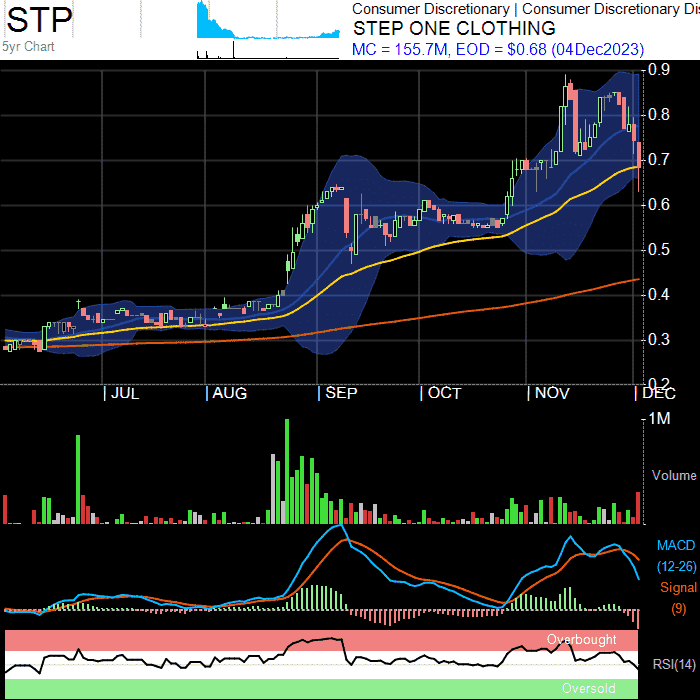 STP
5yr Chart
Consumer Discretionary | Consumer Discretionary Dis
STEP ONE CLOTHING
MC = 155.7M, EOD = $0.68 (04Dec2023)
0.9
0.8
0.7
0.6
0.5
0.4
0.3
0.2
| JUL | AUG | SEP | OCT | NOV | DEC
1M
Volume
MACD
(12-26)
Signal
(9)
Overbought
RSI(14)
Oversold